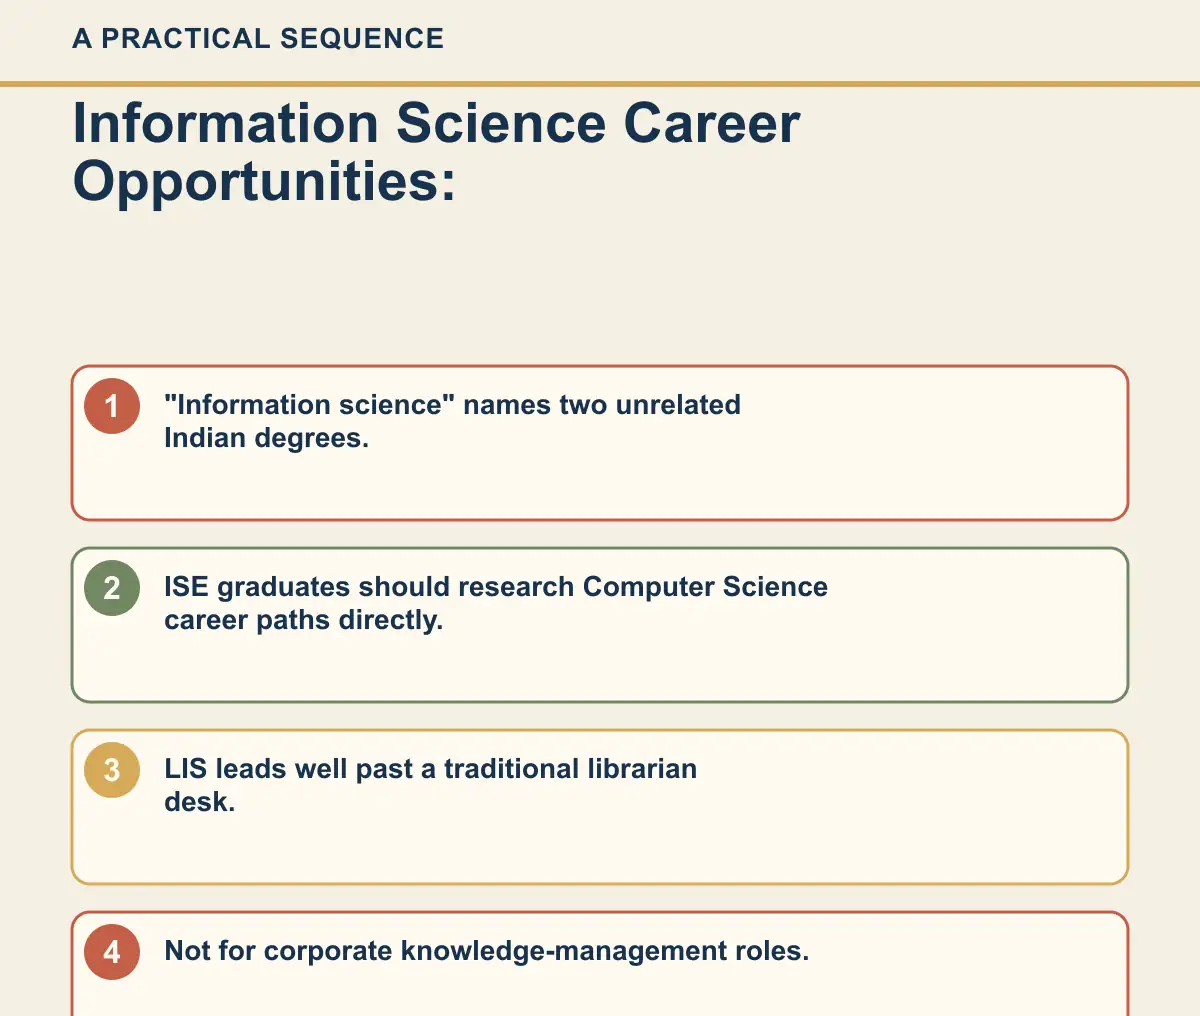 A PRACTICAL SEQUENCE
Information Science Career
Opportunities:
1
"Information science" names two unrelated
Indian degrees.
2
ISE graduates should research Computer Science
career paths directly.
3
LIS leads well past a traditional librarian
desk.
4
Not for corporate knowledge-management roles.